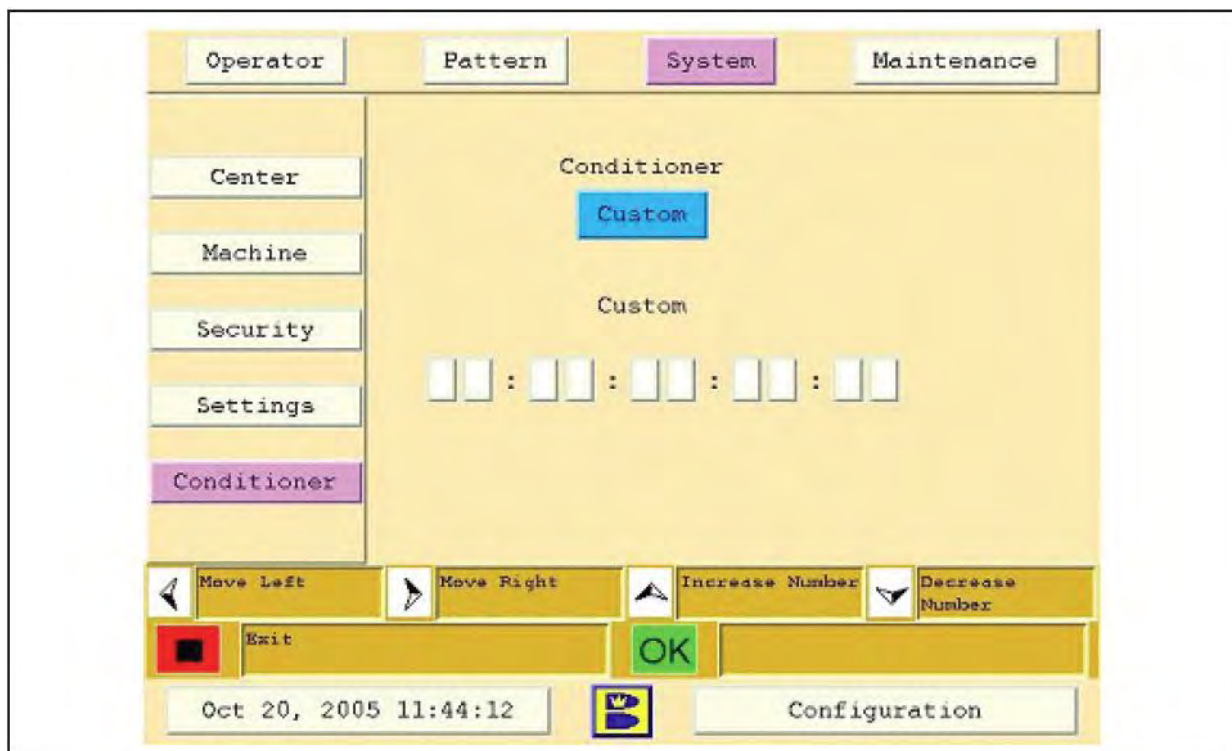 Operator Pattern System Maintenance
Center
Machine
Security
Settings
Conditioner
Conditioner
Custom
Custom
: : : :
Move Left Move Right Increase Number Decrease
Number
Exit OK
Oct 20, 2005 11:44:12 Configuration